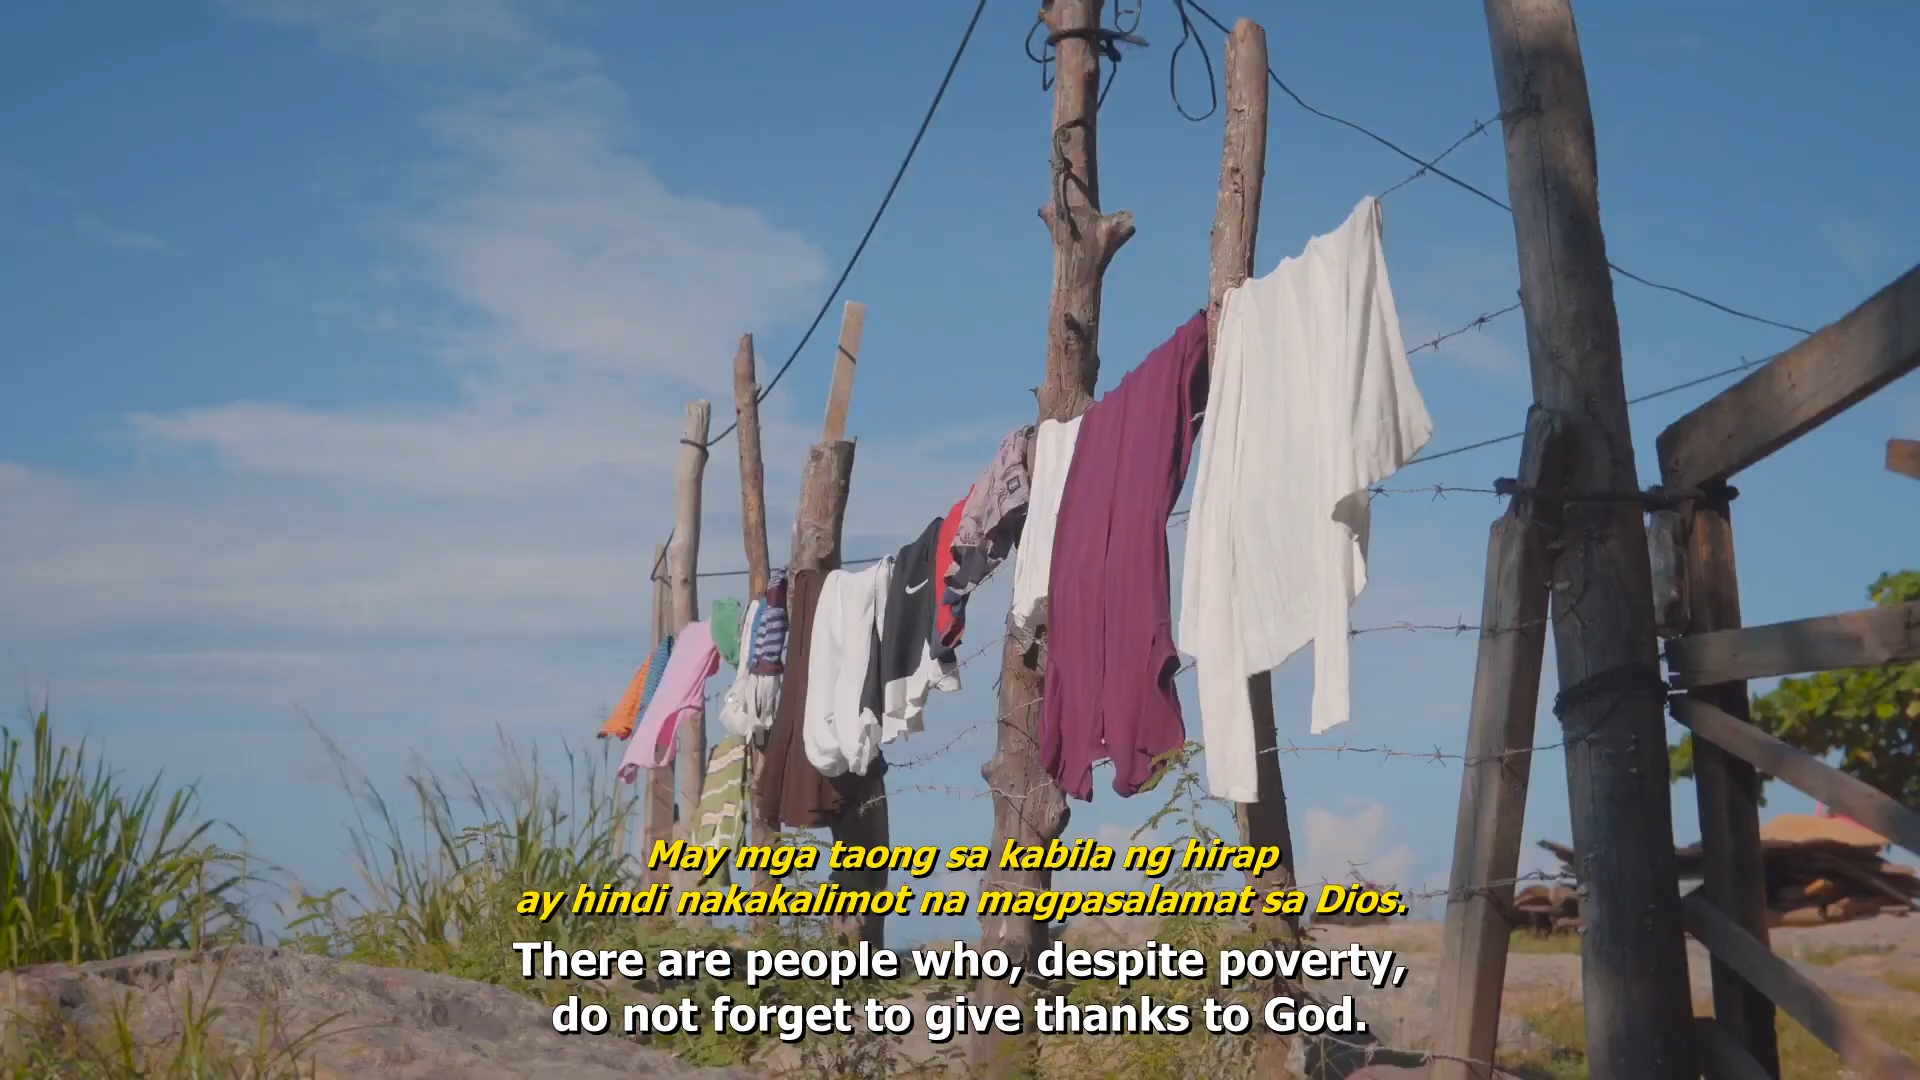 May mga taong sa kabila ng hirap
ay hindi nakakalimot na magpasalamat sa Dios.
There are people who, despite poverty,
do not forget to give thanks to God.